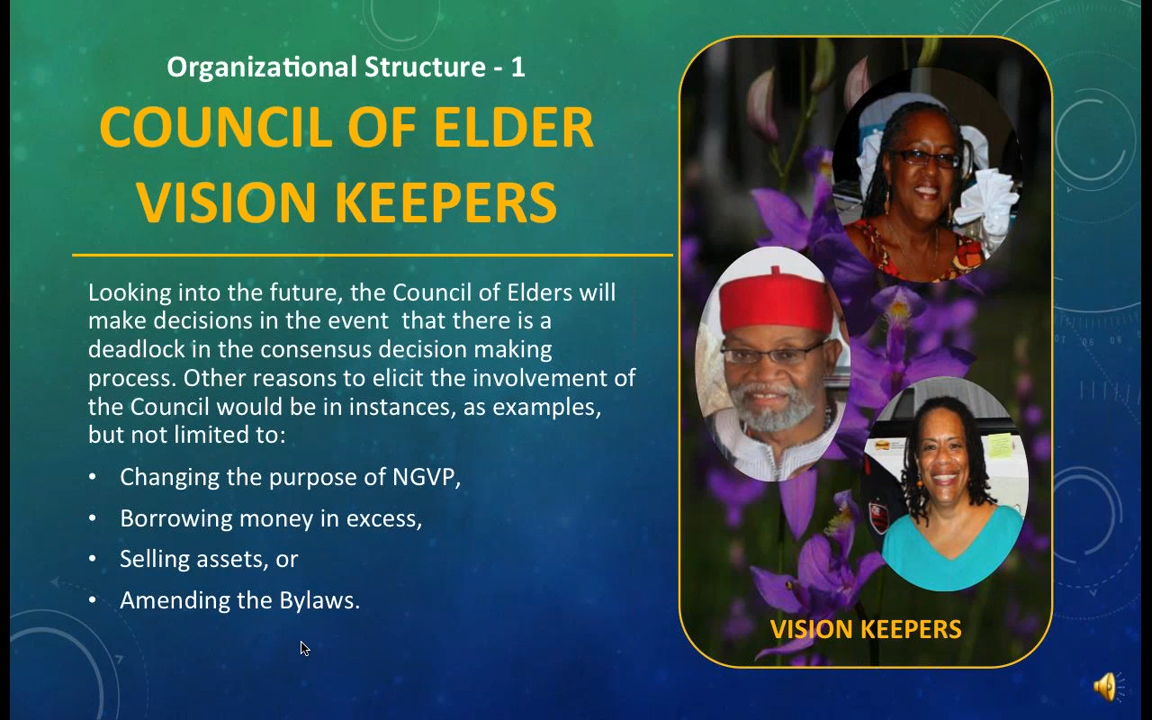 Organizational Structure - 1
COUNCIL OF ELDER
VISION KEEPERS
Looking into the future, the Council of Elders will
make decisions in the event  that there is a
deadlock in the consensus decision making
process. Other reasons to elicit the involvement of
the Council would be in instances, as examples,
but not limited to:
• Changing the purpose of NGVP,
• Borrowing money in excess,
• Selling assets, or
• Amending the Bylaws.
VISION KEEPERS